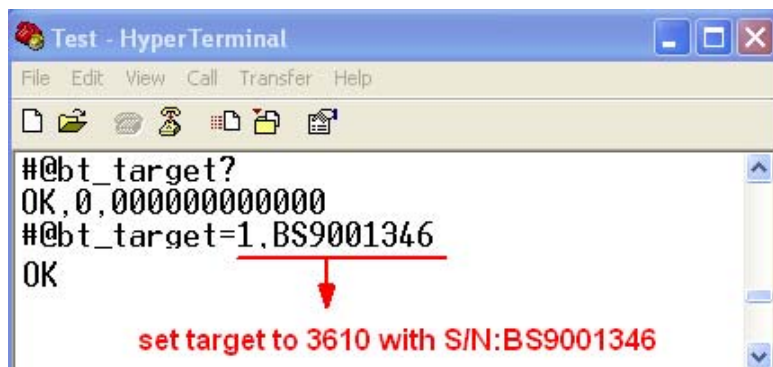 Test - HyperTerminal
File Edit View Call Transfer Help
#@bt_target?
OK,0,000000000000
#@bt_target=1,BS9001346
OK
set target to 3610 with S/N:BS9001346